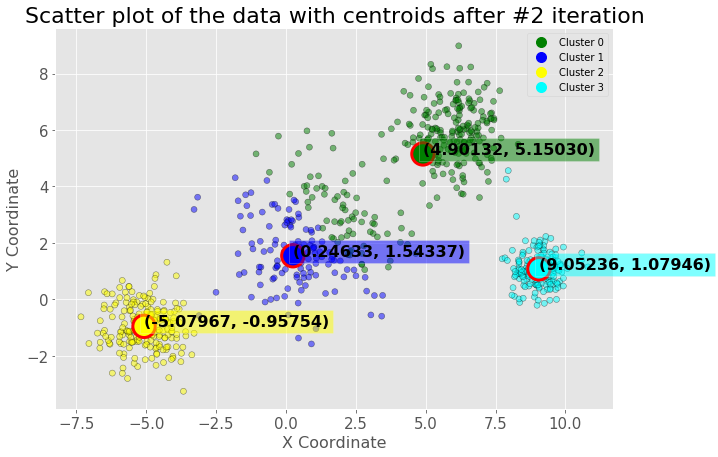 Scatter plot of the data with centroids after #2 iteration
Cluster 0
Cluster 1
Cluster 2
Cluster 3
(4.90132, 5.15030)
(0.24633, 1.54337)
(9.05236, 1.07946)
(-5.07967, -0.95754)
Y Coordinate
8
6
4
2
0
−2
−7.5 −5.0 −2.5 0.0 2.5 5.0 7.5 10.0
X Coordinate